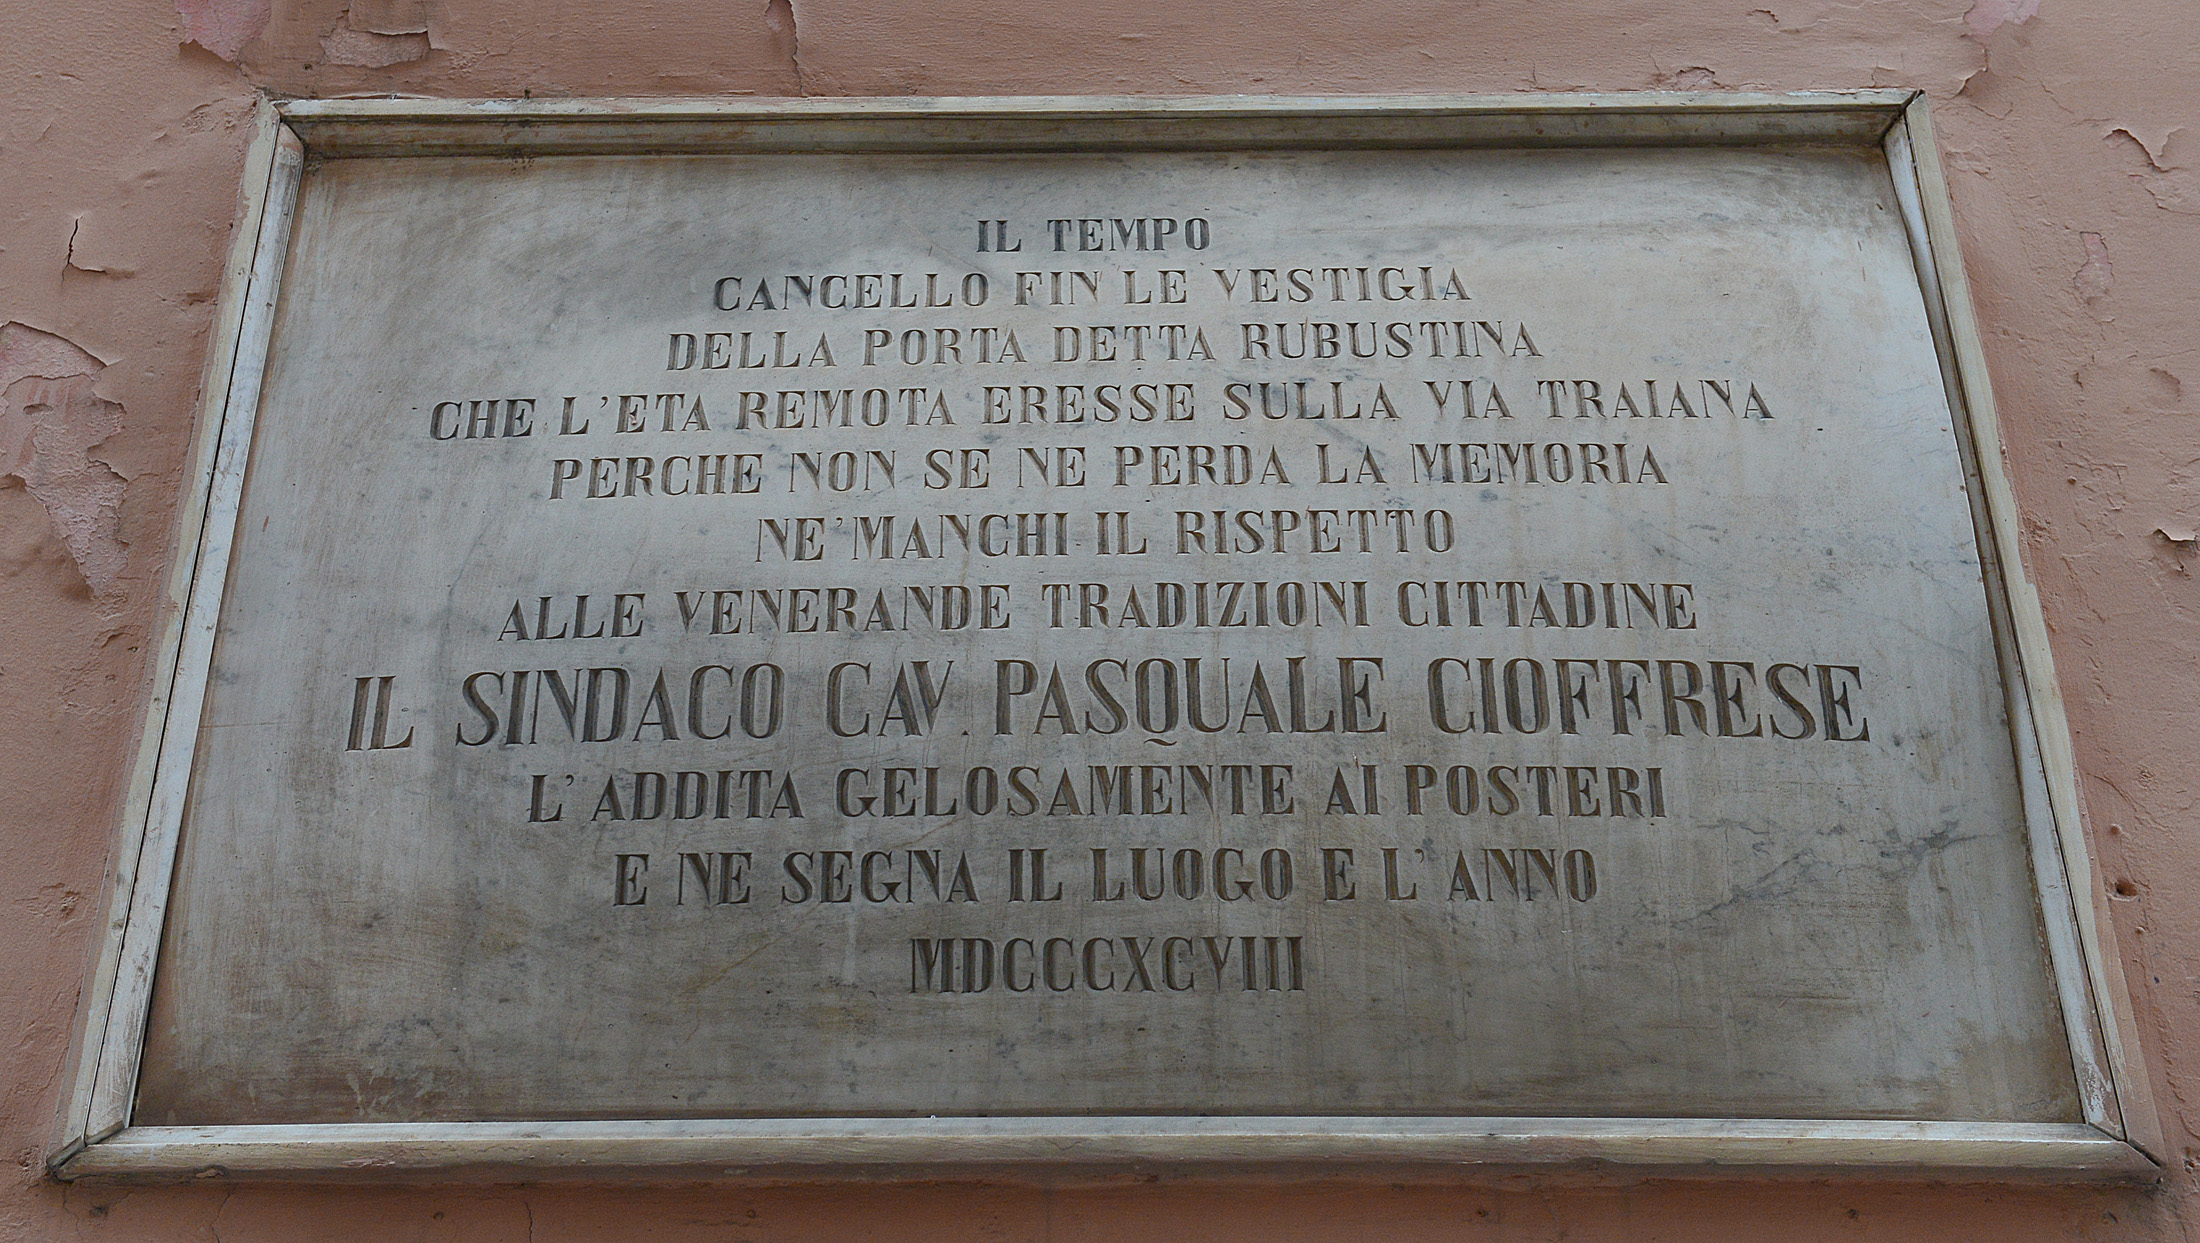 IL TEMPO
CANCELLO FIN LE VESTIGIA
DELLA PORTA DETTA RUBUSTINA
CHE L'ETA REMOTA ERESSE SULLA VIA TRAIANA
PERCHE NON SE NE PERDA LA MEMORIA
NE' MANCHI IL RISPETTO
ALLE VENERANDE TRADIZIONI CITTADINE
IL SINDACO CAV. PASQUALE CIOFFRESE
L'ADDITA GELOSAMENTE AI POSTERI
E NE SEGNA IL LUOGO E L'ANNO
MDCCCXCVIII